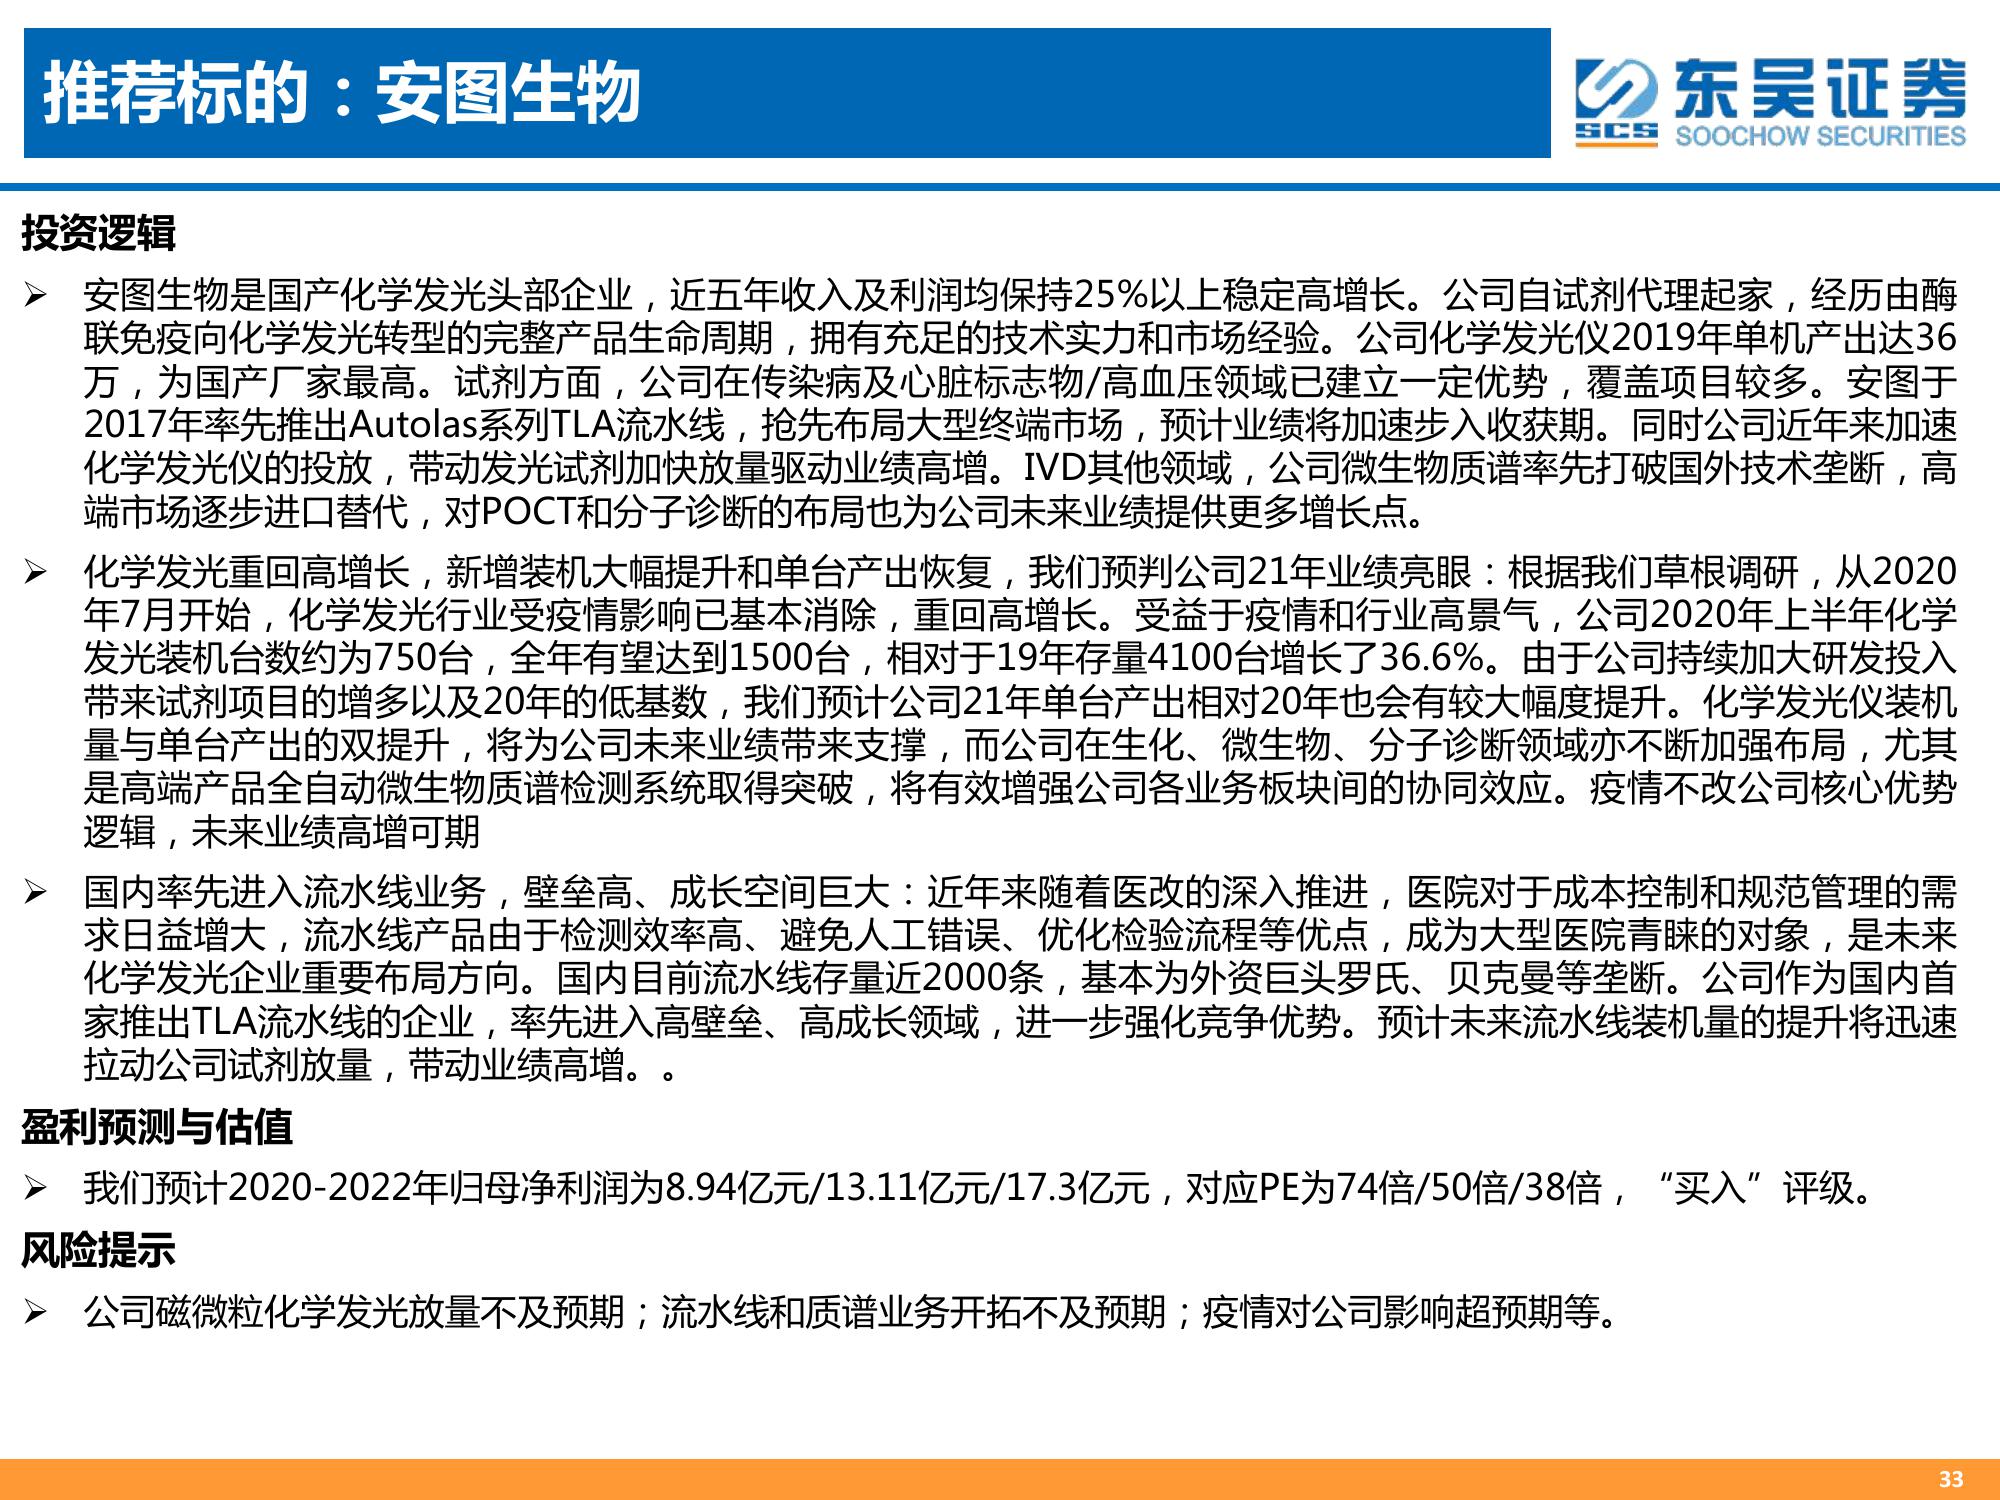 推荐标的：安图生物
东吴证券
SCS
SOOCHOW SECURITIES
投资逻辑
➢ 安图生物是国产化学发光头部企业，近五年收入及利润均保持25%以上稳定高增长。公司自试剂代理起家，经历由酶
联免疫向化学发光转型的完整产品生命周期，拥有充足的技术实力和市场经验。公司化学发光仪2019年单机产出达36
万，为国产厂家最高。试剂方面，公司在传染病及心脏标志物/高血压领域已建立一定优势，覆盖项目较多。安图于
2017年率先推出Autolas系列TLA流水线，抢先布局大型终端市场，预计业绩将加速步入收获期。同时公司近年来加速
化学发光仪的投放，带动发光试剂加快放量驱动业绩高增。IVD其他领域，公司微生物质谱率先打破国外技术垄断，高
端市场逐步进口替代，对POCT和分子诊断的布局也为公司未来业绩提供更多增长点。
➢ 化学发光重回高增长，新增装机大幅提升和单台产出恢复，我们预判公司21年业绩亮眼：根据我们草根调研，从2020
年7月开始，化学发光行业受疫情影响已基本消除，重回高增长。受益于疫情和行业高景气，公司2020年上半年化学
发光装机台数约为750台，全年有望达到1500台，相对于19年存量4100台增长了36.6%。由于公司持续加大研发投入
带来试剂项目的增多以及20年的低基数，我们预计公司21年单台产出相对20年也会有较大幅度提升。化学发光仪装机
量与单台产出的双提升，将为公司未来业绩带来支撑，而公司在生化、微生物、分子诊断领域亦不断加强布局，尤其
是高端产品全自动微生物质谱检测系统取得突破，将有效增强公司各业务板块间的协同效应。疫情不改公司核心优势
逻辑，未来业绩高增可期
➢ 国内率先进入流水线业务，壁垒高、成长空间巨大：近年来随着医改的深入推进，医院对于成本控制和规范管理的需
求日益增大，流水线产品由于检测效率高、避免人工错误、优化检验流程等优点，成为大型医院青睐的对象，是未来
化学发光企业重要布局方向。国内目前流水线存量近2000条，基本为外资巨头罗氏、贝克曼等垄断。公司作为国内首
家推出TLA流水线的企业，率先进入高壁垒、高成长领域，进一步强化竞争优势。预计未来流水线装机量的提升将迅速
拉动公司试剂放量，带动业绩高增。。
盈利预测与估值
➢ 我们预计2020-2022年归母净利润为8.94亿元/13.11亿元/17.3亿元，对应PE为74倍/50倍/38倍，“买入”评级。
风险提示
➢ 公司磁微粒化学发光放量不及预期；流水线和质谱业务开拓不及预期；疫情对公司影响超预期等。
33